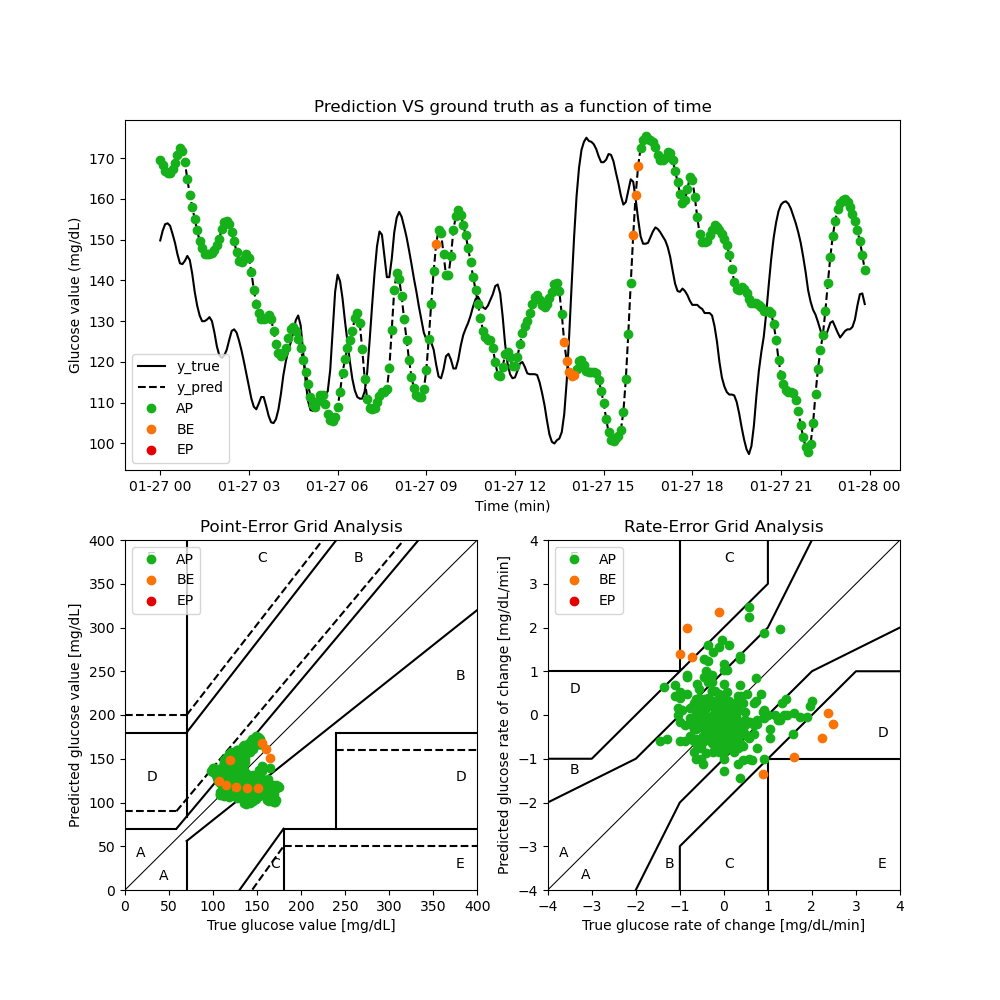 Prediction VS ground truth as a function of time
Glucose value (mg/dL)
170
160
150
140
130
120
110
100
y_true
y_pred
AP
BE
EP
01-27 00 01-27 03 01-27 06 01-27 09 01-27 12 01-27 15 01-27 18 01-27 21 01-28 00
Time (min)
Point-Error Grid Analysis
Predicted glucose value [mg/dL]
400
350
300
250
200
150
100
50
0
AP
BE
EP
C
B
B
D
D
A
A
C
E
0 50 100 150 200 250 300 350 400
True glucose value [mg/dL]
Rate-Error Grid Analysis
Predicted glucose rate of change [mg/dL/min]
4
3
2
1
0
−1
−2
−3
−4
AP
BE
EP
C
D
D
B
A
A
B
C
E
−4 −3 −2 −1 0 1 2 3 4
True glucose rate of change [mg/dL/min]